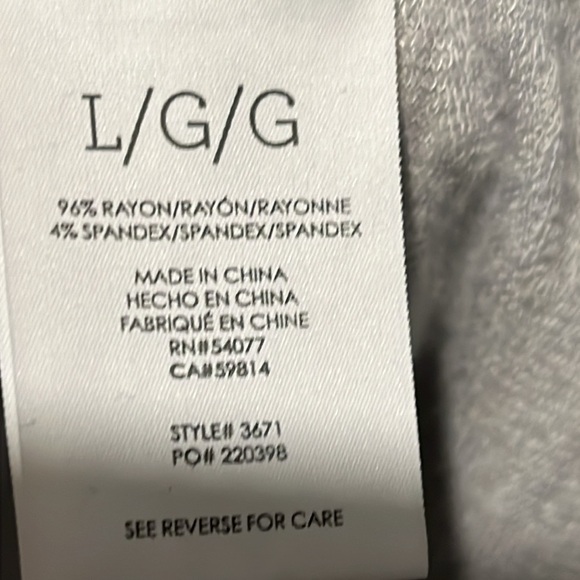 L/G/G
96% RAYON/RAYÓN/RAYONNE
4% SPANDEX/SPANDEX/SPANDEX
MADE IN CHINA
HECHO EN CHINA
FABRIQUÉ EN CHINE
RN#54077
CA#59814
STYLE# 3671
PO# 220398
SEE REVERSE FOR CARE